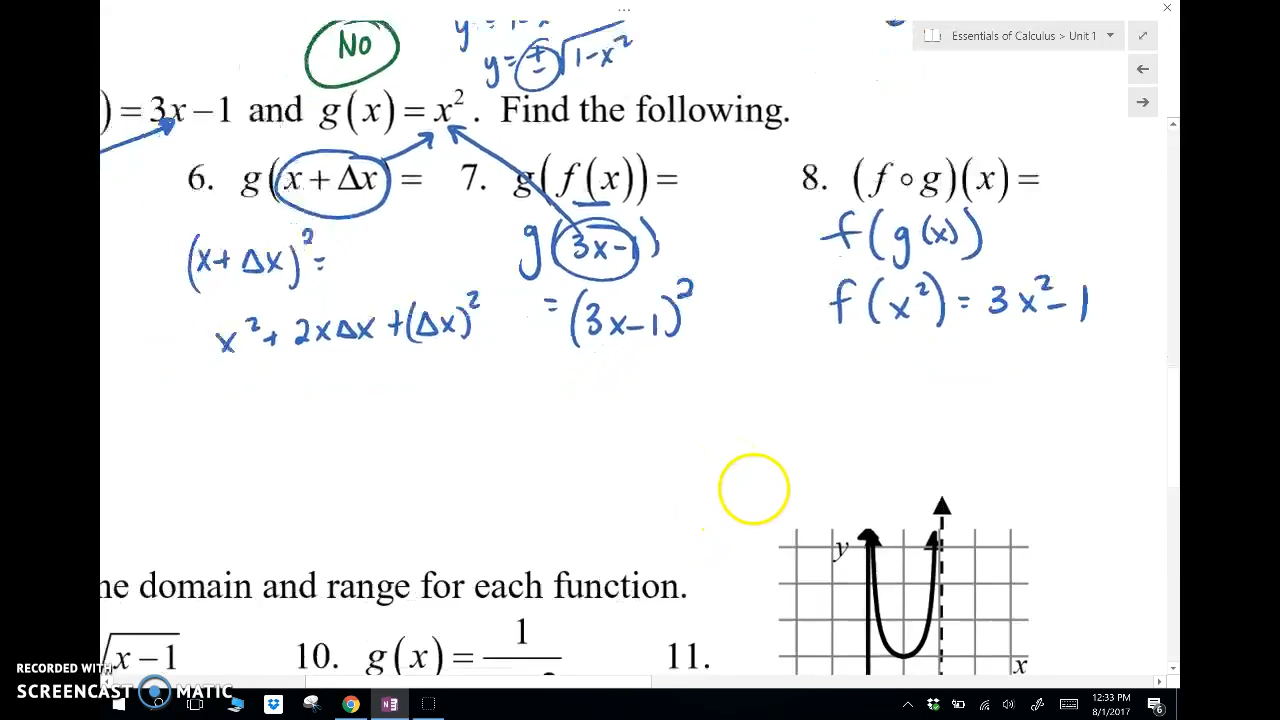 ...
Essentials of Calculus > Unit 1
No
y = ± √1-x²
) = 3x − 1 and g(x) = x². Find the following.
6. g(x + Δx) = 7. g(f(x)) = 8. (f ∘ g)(x) =
(x + Δx)² = g(3x-1) f(g(x))
x² + 2xΔx + (Δx)² = (3x-1)² f(x²) = 3x² - 1
y
ne domain and range for each function.
√x − 1 10. g(x) = 1 11.
x
RECORDED WITH
SCREENCAST MATIC
12:33 PM
8/1/2017
6